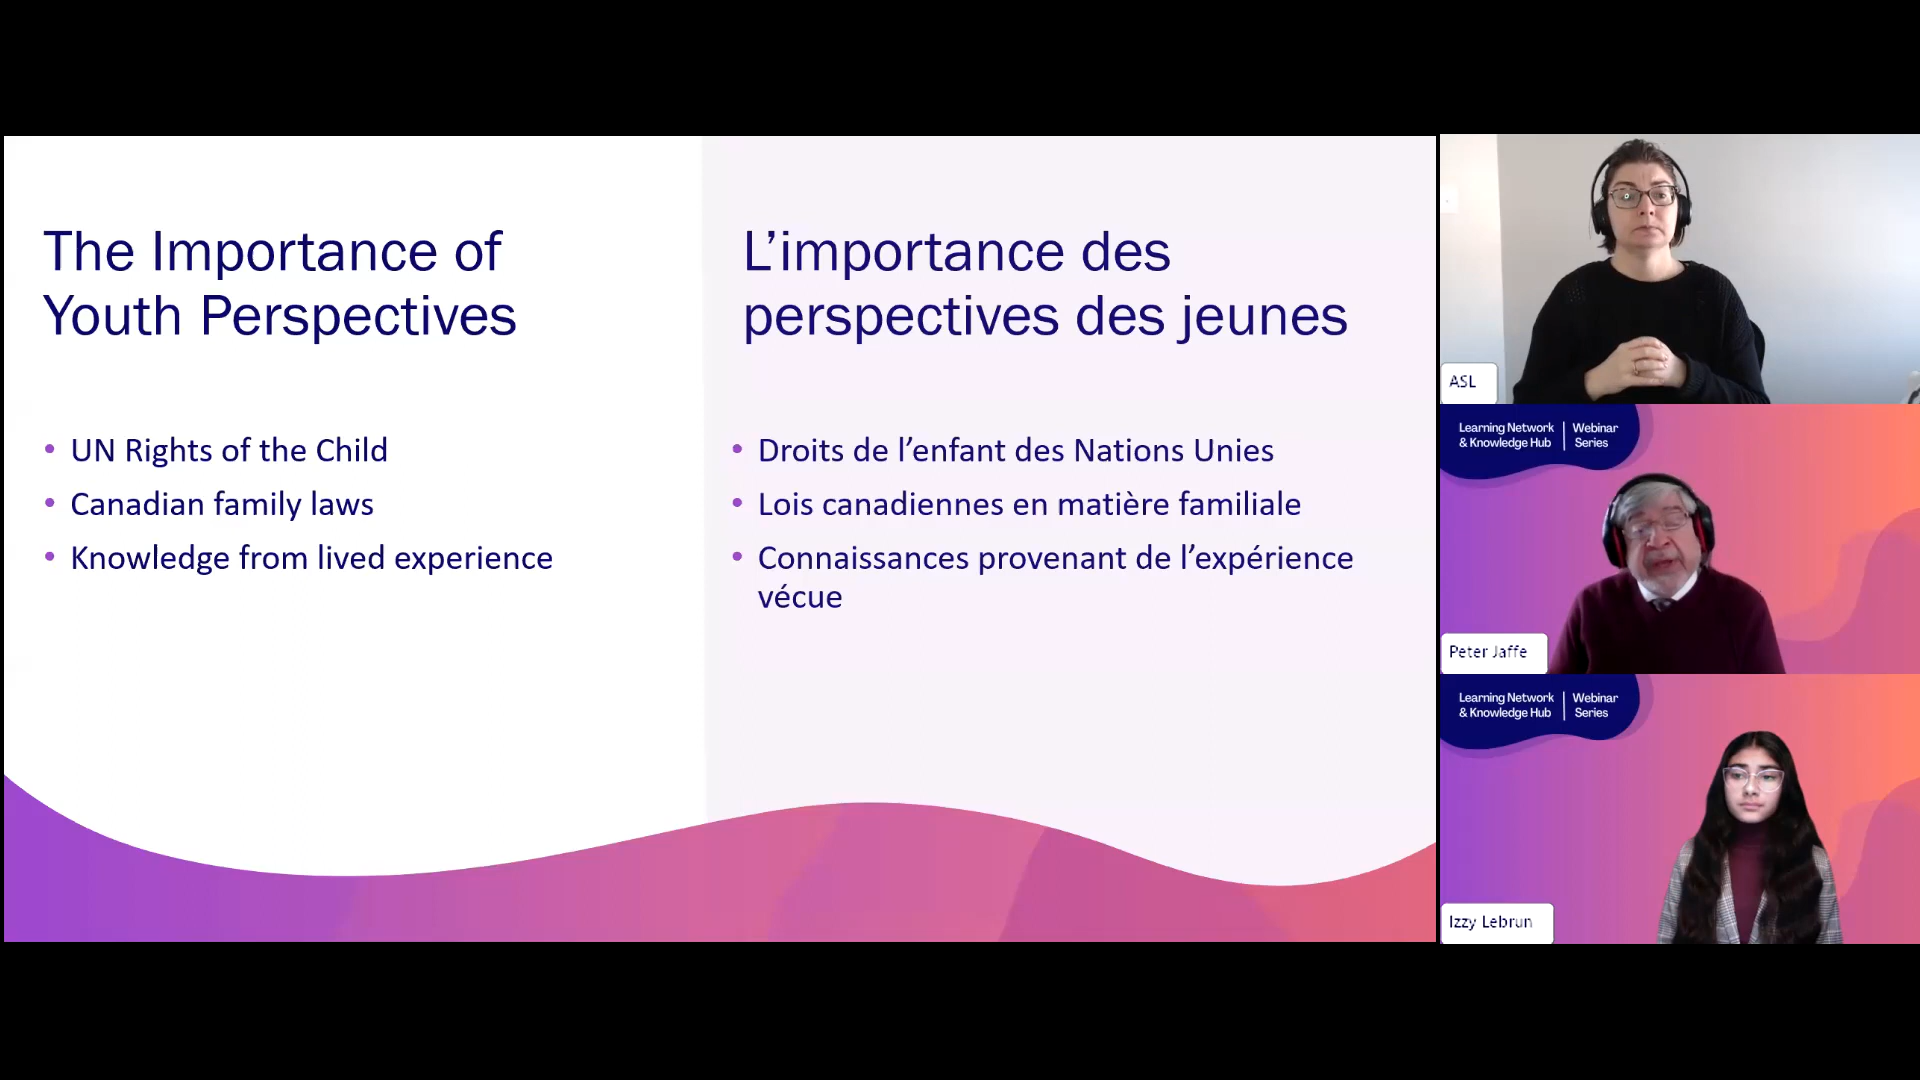 The Importance of
Youth Perspectives
• UN Rights of the Child
• Canadian family laws
• Knowledge from lived experience
L’importance des
perspectives des jeunes
• Droits de l’enfant des Nations Unies
• Lois canadiennes en matière familiale
• Connaissances provenant de l’expérience
vécue
ASL
Learning Network
& Knowledge Hub
Webinar
Series
Peter Jaffe
Learning Network
& Knowledge Hub
Webinar
Series
Izzy Lebrun